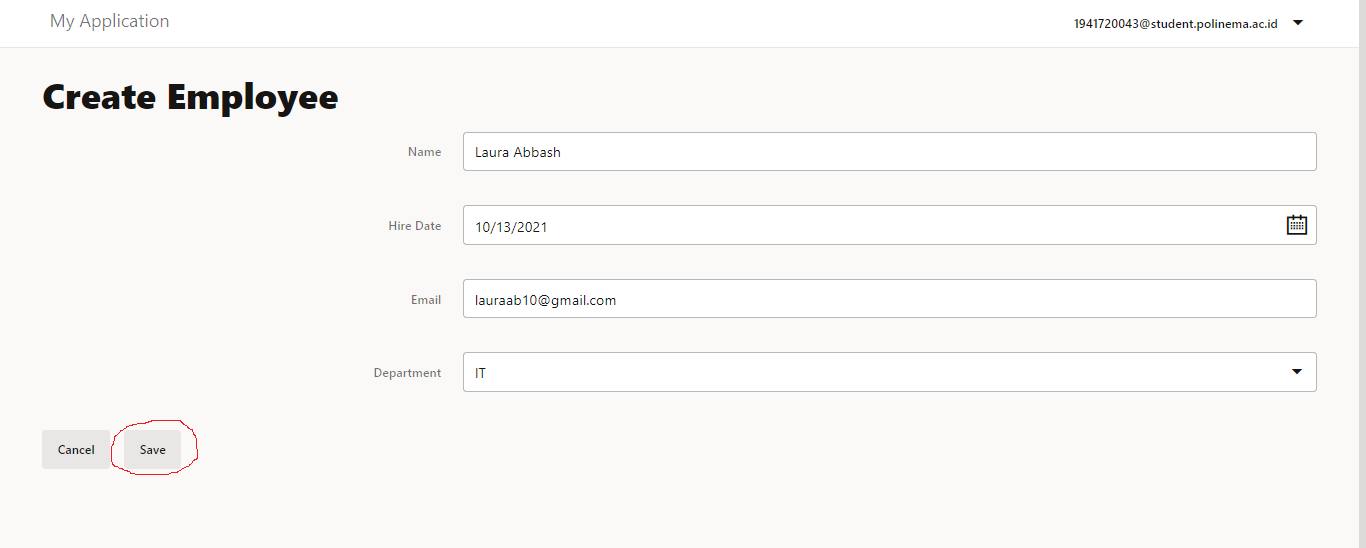 My Application
1941720043@student.polinema.ac.id
Create Employee
Name
Laura Abbash
Hire Date
10/13/2021
Email
lauraab10@gmail.com
Department
IT
Cancel
Save